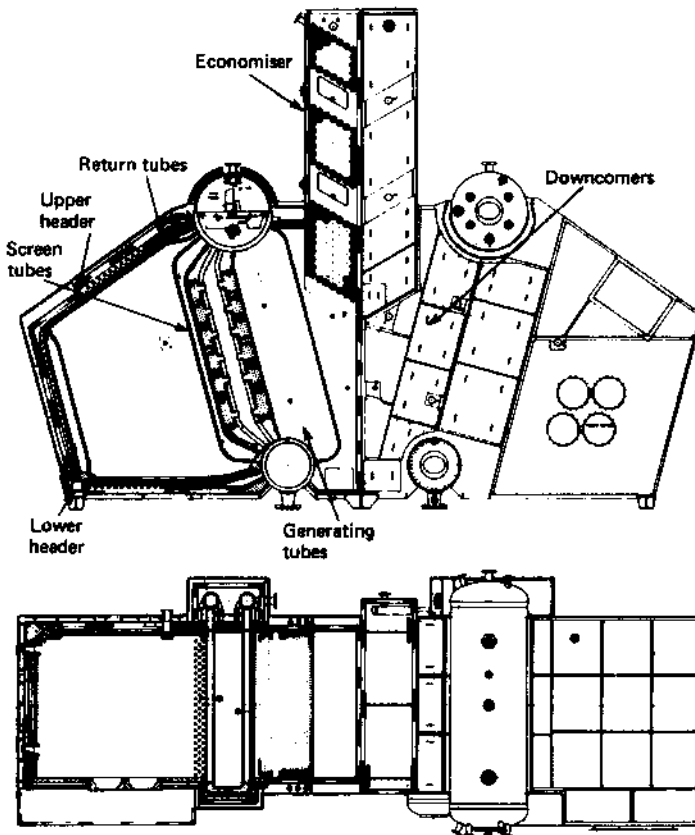 Economiser
Return tubes
Upper
header
Screen
tubes
Downcomers
Lower
header
Generating
tubes